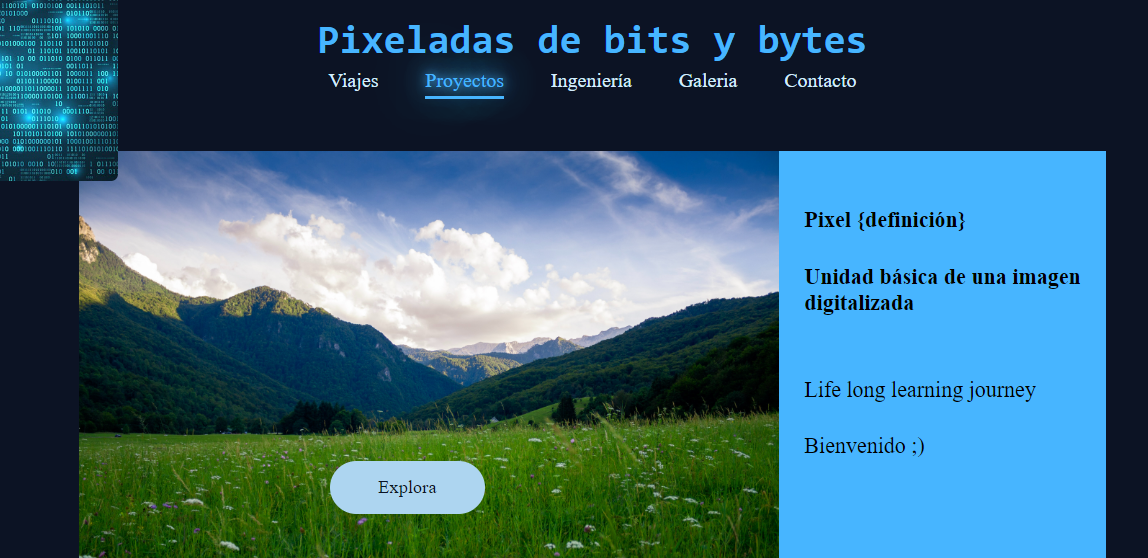 Pixeladas de bits y bytes
Viajes Proyectos Ingeniería Galeria Contacto
Pixel {definición}
Unidad básica de una imagen
digitalizada
Life long learning journey
Bienvenido ;)
Explora